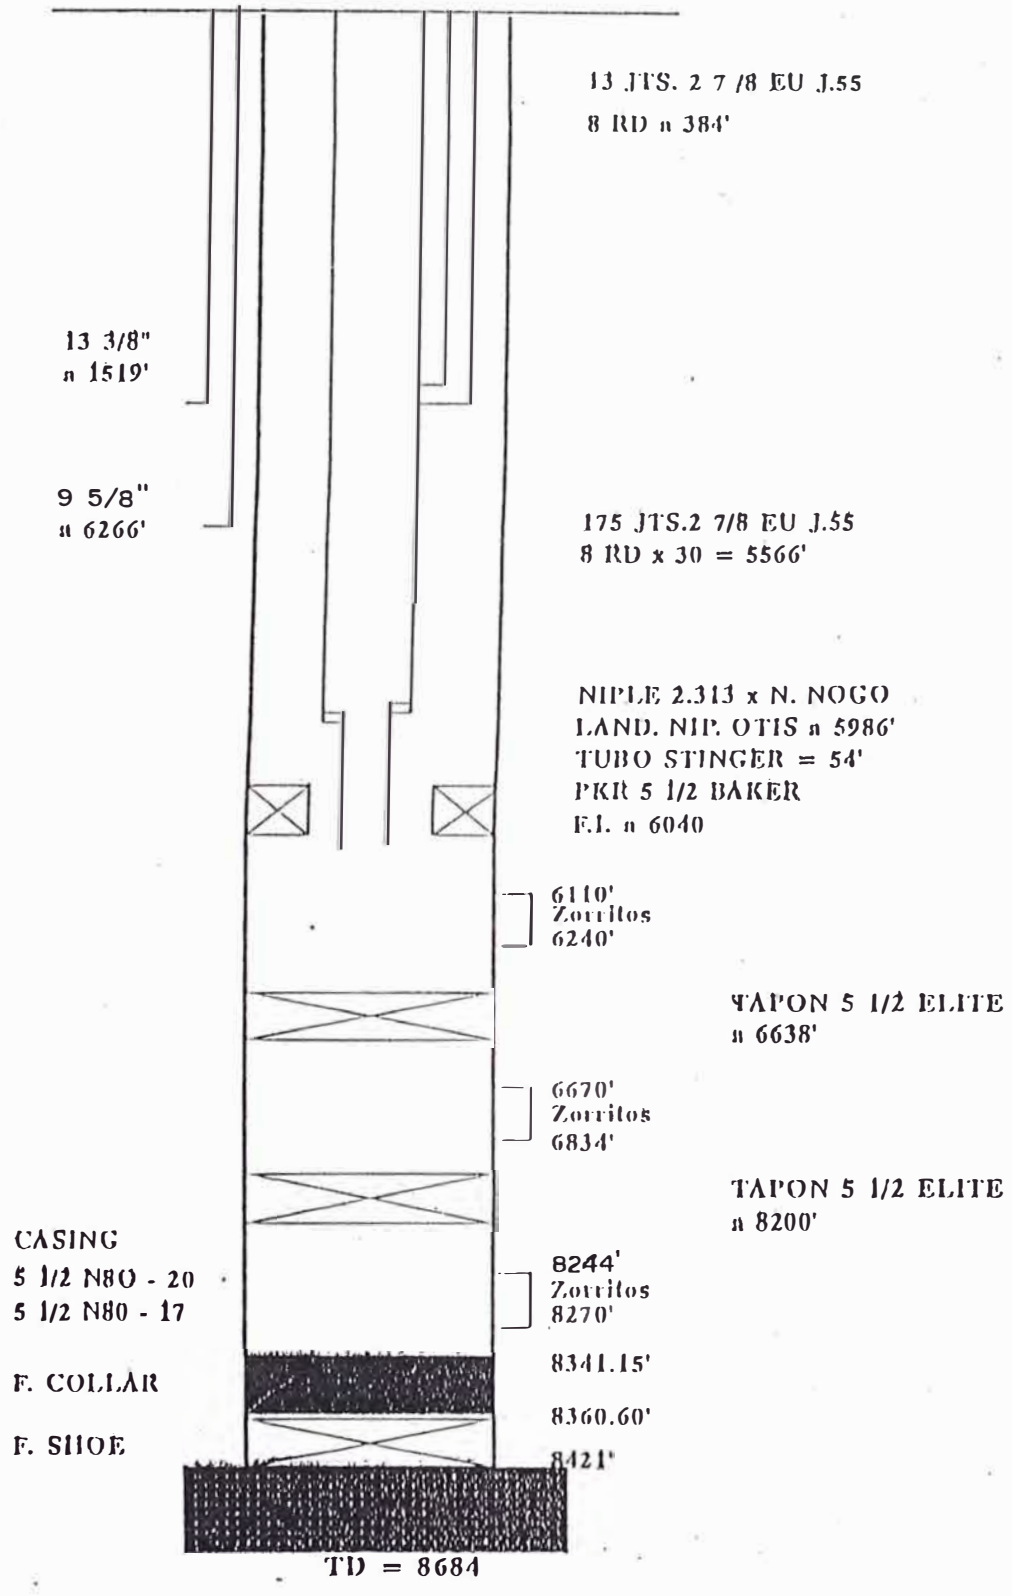 13 JTS. 2 7 /8 EU J.55
8 RD a 384'
13 3/8"
a 1519'
9 5/8"
a 6266'
175 JTS.2 7/8 EU J.55
8 RD x 30 = 5566'
NIPLE 2.313 x N. NOGO
LAND. NIP. OTIS a 5986'
TUBO STINGER = 54'
PKR 5 1/2 BAKER
F.I. a 6040
6110'
Zorritos
6240'
TAPON 5 1/2 ELITE
a 6638'
6670'
Zorritos
6834'
TAPON 5 1/2 ELITE
a 8200'
CASING
5 1/2 N80 - 20
5 1/2 N80 - 17
8244'
Zorritos
8270'
8341.15'
F. COLLAR
8360.60'
F. SHOE
8421'
TD = 8684